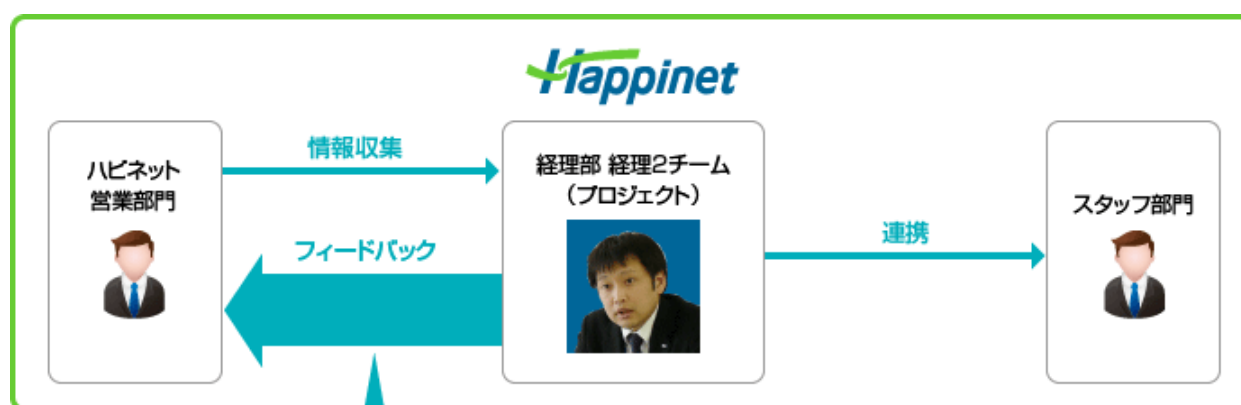 Happinet
情報収集
ハピネット
営業部門
経理部 経理2チーム
（プロジェクト）
フィードバック
連携
スタッフ部門